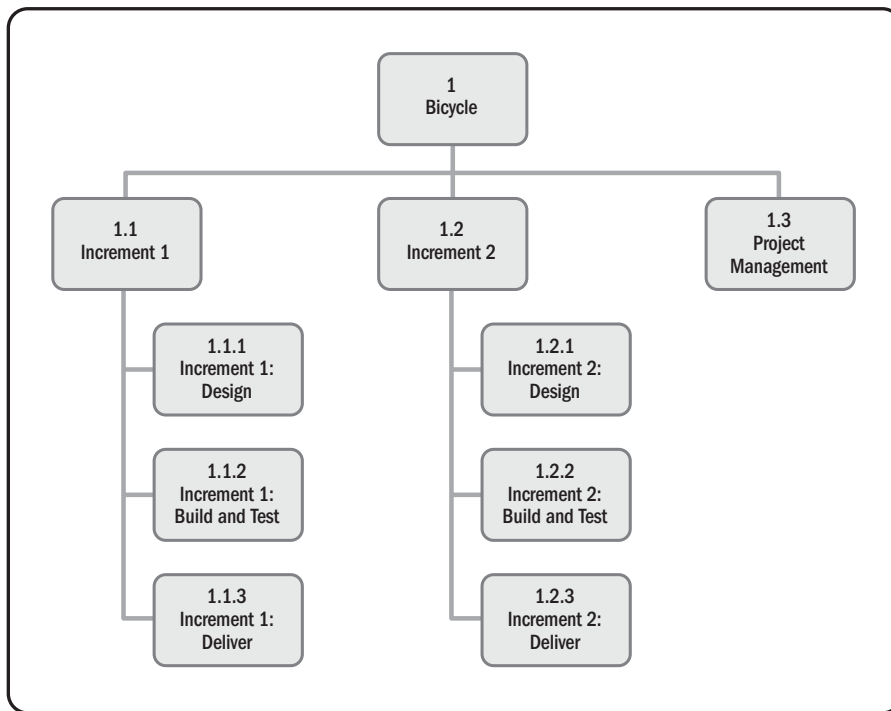 1
Bicycle
1.1
Increment 1
1.2
Increment 2
1.3
Project
Management
1.1.1
Increment 1:
Design
1.2.1
Increment 2:
Design
1.1.2
Increment 1:
Build and Test
1.2.2
Increment 2:
Build and Test
1.1.3
Increment 1:
Deliver
1.2.3
Increment 2:
Deliver